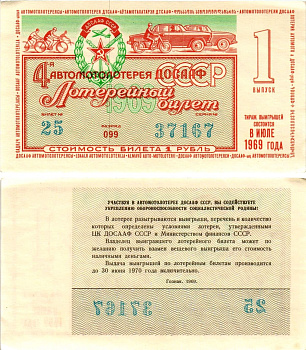 ДОСААФ
4-я АВТОМОТОЛОТЕРЕЯ ДОСААФ СССР
Лотерейный билет
1969
БИЛЕТ №
РАЗРЯД
СЕРИЯ №
25
099
37167
СТОИМОСТЬ БИЛЕТА 1 РУБЛЬ
1
ВЫПУСК
ТИРАЖ ВЫИГРЫШЕЙ
СОСТОИТСЯ
В ИЮЛЕ
1969 ГОДА
УЧАСТВУЯ В АВТОМОТОЛОТЕРЕЕ ДОСААФ СССР, ВЫ СОДЕЙСТВУЕТЕ
УКРЕПЛЕНИЮ ОБОРОНОСПОСОБНОСТИ СОЦИАЛИСТИЧЕСКОЙ РОДИНЫ!
В лотерее разыгрываются выигрыши, перечень и количество
которых определены условиями лотереи, утвержденными
ЦК ДОСААФ СССР и Министерством финансов СССР.
Владелец выигравшего лотерейного билета может по
желанию получить взамен вещевого выигрыша его стоимость
деньгами.
Выдача выигрышей по лотерейным билетам производится
до 30 июня 1970 года включительно.
Гознак. 1969.
37167
25